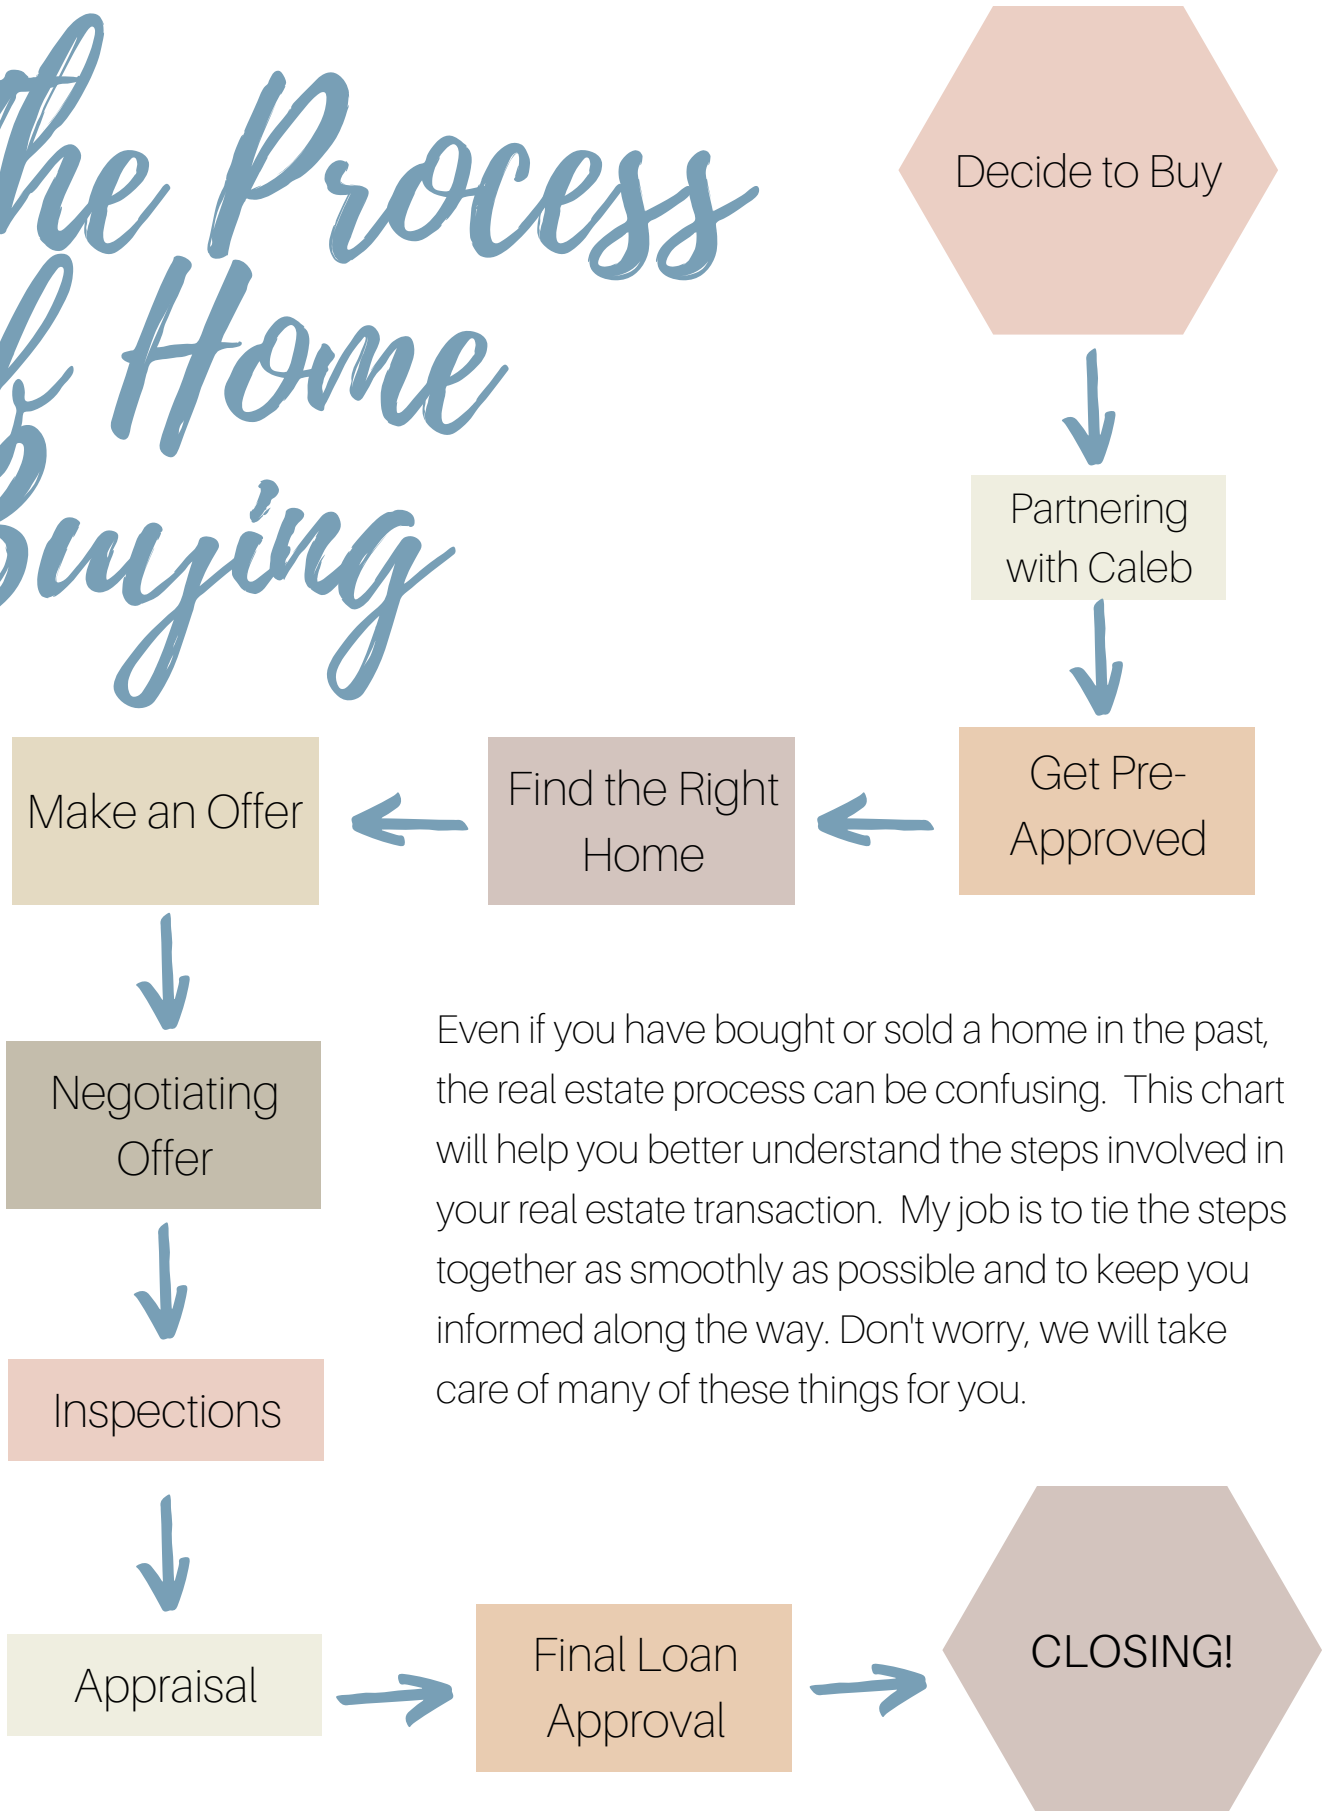 the Process
of Home
Buying
Decide to Buy
Partnering
with Caleb
Get Pre-
Approved
Find the Right
Home
Make an Offer
Negotiating
Offer
Inspections
Appraisal
Final Loan
Approval
CLOSING!
Even if you have bought or sold a home in the past,
the real estate process can be confusing.  This chart
will help you better understand the steps involved in
your real estate transaction.  My job is to tie the steps
together as smoothly as possible and to keep you
informed along the way. Don't worry, we will take
care of many of these things for you.